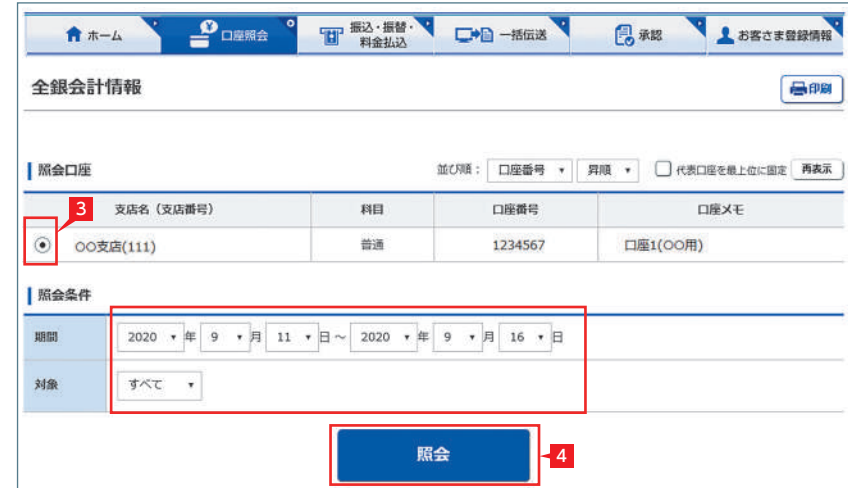 ホーム 口座照会 振込・振替・料金払込 一括伝送 承認 お客さま登録情報
全銀会計情報 印刷
照会口座 並び順： 口座番号 昇順 代表口座を最上位に固定 再表示
3 支店名（支店番号） 科目 口座番号 口座メモ
○○支店(111) 普通 1234567 口座1(○○用)
照会条件
期間 2020 年 9 月 11 日 ～ 2020 年 9 月 16 日
対象 すべて
照会 4